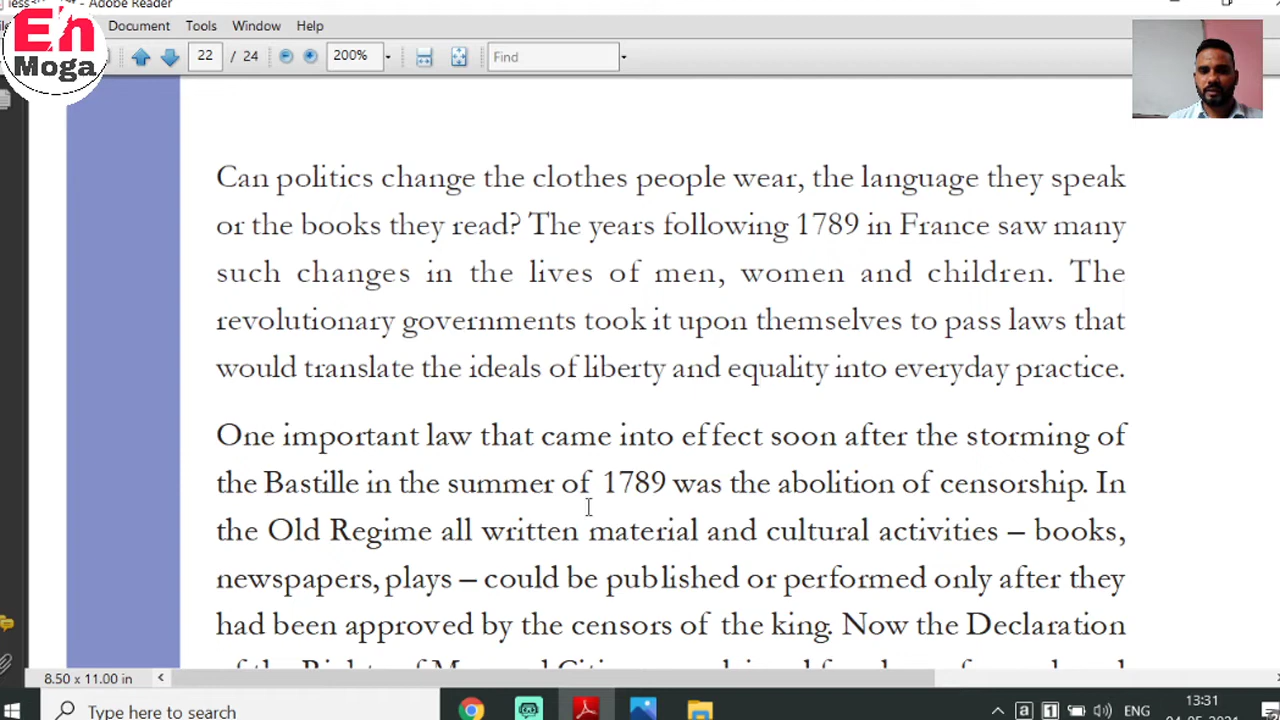 Adobe Reader
Document Tools Window Help
22 / 24 200% Find
En
Moga
Can politics change the clothes people wear, the language they speak
or the books they read? The years following 1789 in France saw many
such changes in the lives of men, women and children. The
revolutionary governments took it upon themselves to pass laws that
would translate the ideals of liberty and equality into everyday practice.
One important law that came into effect soon after the storming of
the Bastille in the summer of 1789 was the abolition of censorship. In
the Old Regime all written material and cultural activities – books,
newspapers, plays – could be published or performed only after they
had been approved by the censors of the king. Now the Declaration
8.50 x 11.00 in
13:31
Type here to search
ENG